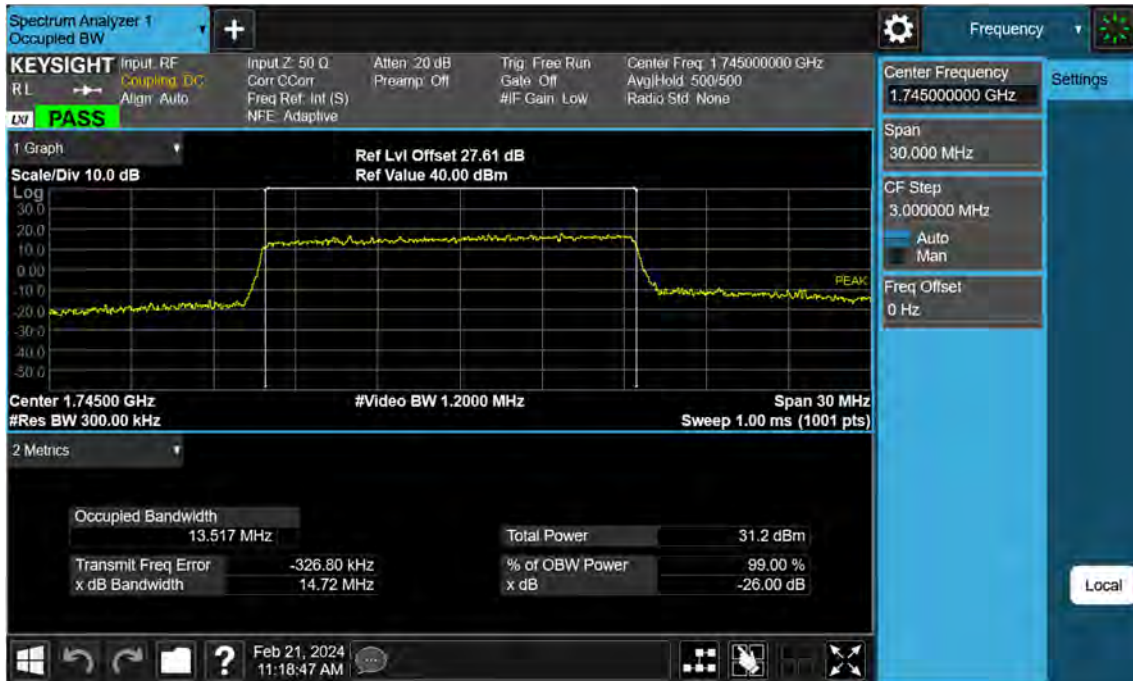 Spectrum Analyzer 1
Occupied BW
+
Frequency
KEYSIGHT
RL
LXI PASS
Input: RF
Coupling: DC
Align: Auto
Input Z: 50 Ω
Corr CCorr
Freq Ref: Int (S)
NFE: Adaptive
Atten: 20 dB
Preamp: Off
Trig: Free Run
Gate: Off
#IF Gain: Low
Center Freq: 1.745000000 GHz
Avg|Hold: 500/500
Radio Std: None
Center Frequency
1.745000000 GHz
Settings
Span
30.000 MHz
CF Step
3.000000 MHz
Auto
Man
Freq Offset
0 Hz
1 Graph
Scale/Div 10.0 dB
Ref Lvl Offset 27.61 dB
Ref Value 40.00 dBm
Log
30.0
20.0
10.0
0.00
-10.0
-20.0
-30.0
-40.0
-50.0
PEAK
Center 1.74500 GHz
#Video BW 1.2000 MHz
Span 30 MHz
#Res BW 300.00 kHz
Sweep 1.00 ms (1001 pts)
2 Metrics
Occupied Bandwidth
13.517 MHz
Total Power 31.2 dBm
Transmit Freq Error -326.80 kHz
% of OBW Power 99.00 %
x dB Bandwidth 14.72 MHz
x dB -26.00 dB
Local
?
Feb 21, 2024
11:18:47 AM